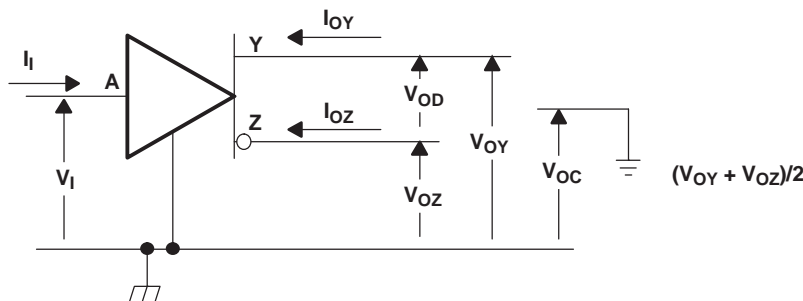 I_OY
I_I
A
Y
V_OD
Z
I_OZ
V_OY
V_I
V_OZ
V_OC
(V_OY + V_OZ)/2